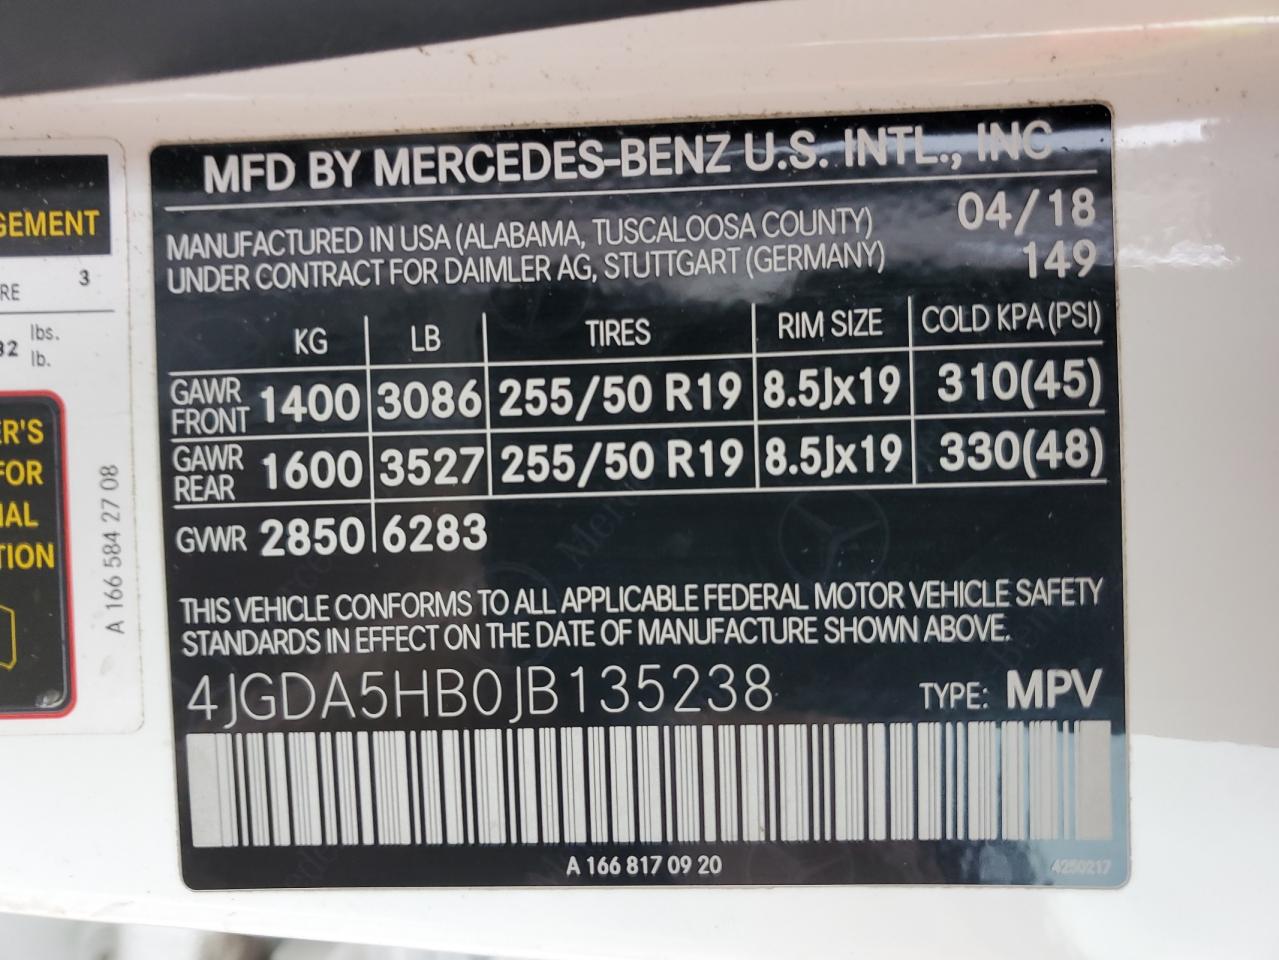 MFD BY MERCEDES-BENZ U.S. INTL., INC
04/18
MANUFACTURED IN USA (ALABAMA, TUSCALOOSA COUNTY)
UNDER CONTRACT FOR DAIMLER AG, STUTTGART (GERMANY)
149
KG LB TIRES RIM SIZE COLD KPA (PSI)
GAWR FRONT 1400 3086 255/50 R19 8.5Jx19 310(45)
GAWR REAR 1600 3527 255/50 R19 8.5Jx19 330(48)
GVWR 2850 6283
THIS VEHICLE CONFORMS TO ALL APPLICABLE FEDERAL MOTOR VEHICLE SAFETY
STANDARDS IN EFFECT ON THE DATE OF MANUFACTURE SHOWN ABOVE.
4JGDA5HB0JB135238 TYPE: MPV
A 166 817 09 20
4250217
GEMENT
RE 3
32 lbs.
lb.
ER'S
FOR
IAL
TION
A 166 584 27 08